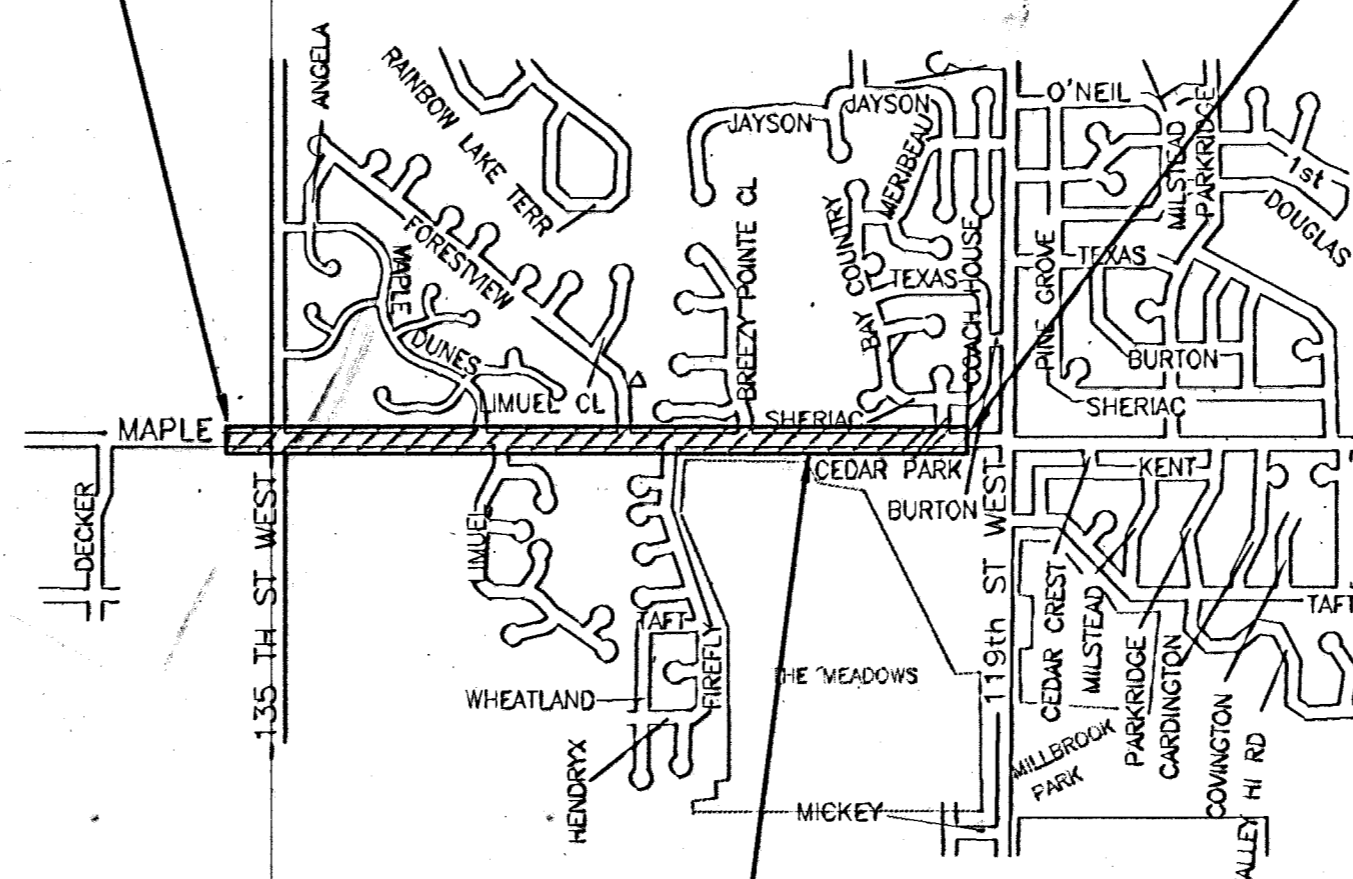 ANGELA
RAINBOW LAKE TERR
JAYSON
JAYSON
O'NEIL
MERIBEAU
MILSTEAD
PARKRIDGE
1st
DOUGLAS
FORESTVIEW
MAPLE
DUNES
BREEZY POINTE CL
BAY COUNTRY
TEXAS
COACH HOUSE
PINE GROVE
TEXAS
BURTON
LIMUEL CL
SHERIAC
SHERIAC
MAPLE
CEDAR PARK
KENT
BURTON
DECKER
135 TH ST WEST
LIMUEL
119th ST WEST
CEDAR CREST
MILSTEAD
PARKRIDGE
CARDINGTON
COVINGTON
TAFT
TAFT
FIREFLY
THE MEADOWS
WHEATLAND
HENDRYX
MILLBROOK
PARK
MICKEY
ALLEY HI RD